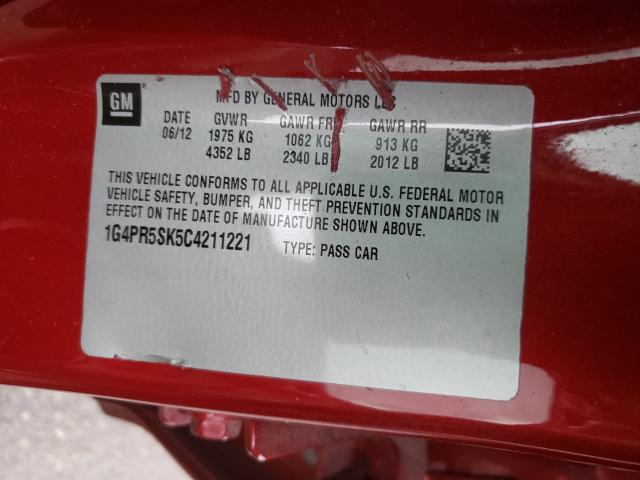 GM
MFD BY GENERAL MOTORS LLC
DATE GVWR GAWR FR GAWR RR
06/12 1975 KG 1062 KG 913 KG
4352 LB 2340 LB 2012 LB
THIS VEHICLE CONFORMS TO ALL APPLICABLE U.S. FEDERAL MOTOR
VEHICLE SAFETY, BUMPER, AND THEFT PREVENTION STANDARDS IN
EFFECT ON THE DATE OF MANUFACTURE SHOWN ABOVE.
1G4PR5SK5C4211221 TYPE: PASS CAR